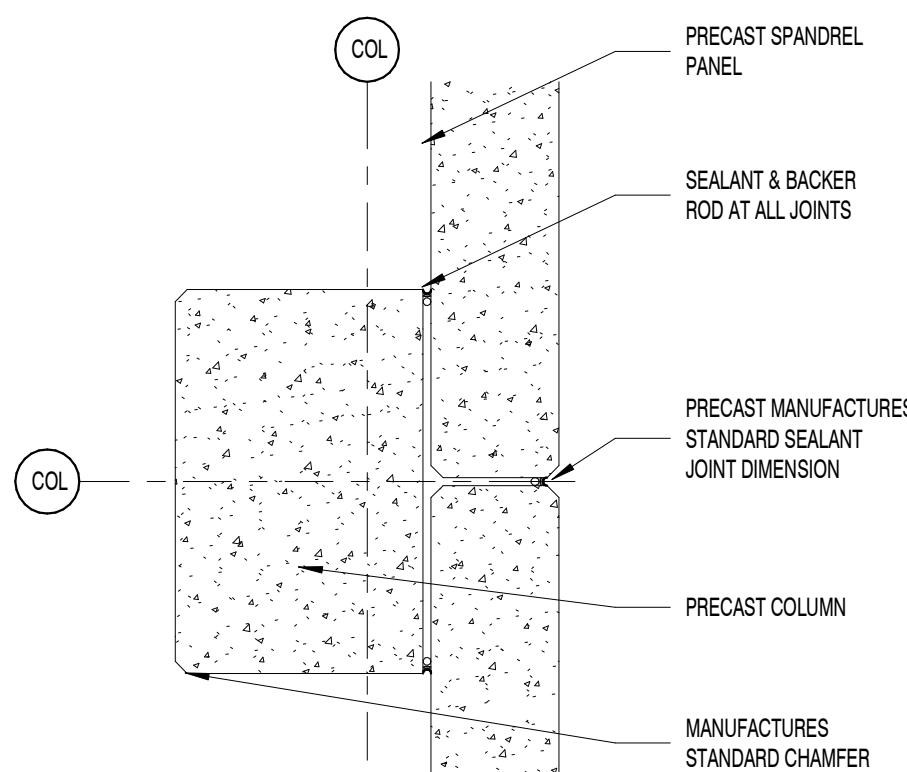 COL
PRECAST SPANDREL
PANEL
SEALANT & BACKER
ROD AT ALL JOINTS
PRECAST MANUFACTURES
STANDARD SEALANT
JOINT DIMENSION
COL
PRECAST COLUMN
MANUFACTURES
STANDARD CHAMFER